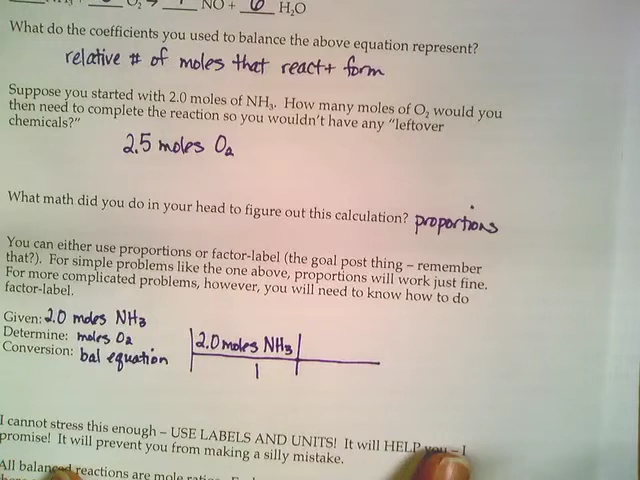 O₂ → NO + 6 H₂O
What do the coefficients you used to balance the above equation represent?
relative # of moles that react + form
Suppose you started with 2.0 moles of NH₃. How many moles of O₂ would you
then need to complete the reaction so you wouldn't have any "leftover
chemicals?"
2.5 moles O₂
What math did you do in your head to figure out this calculation? proportions
You can either use proportions or factor-label (the goal post thing – remember
that?). For simple problems like the one above, proportions will work just fine.
For more complicated problems, however, you will need to know how to do
factor-label.
Given: 2.0 moles NH₃
Determine: moles O₂
Conversion: bal equation
2.0 moles NH₃
1
I cannot stress this enough – USE LABELS AND UNITS! It will HELP you – I
promise! It will prevent you from making a silly mistake.
All balanced reactions are mole